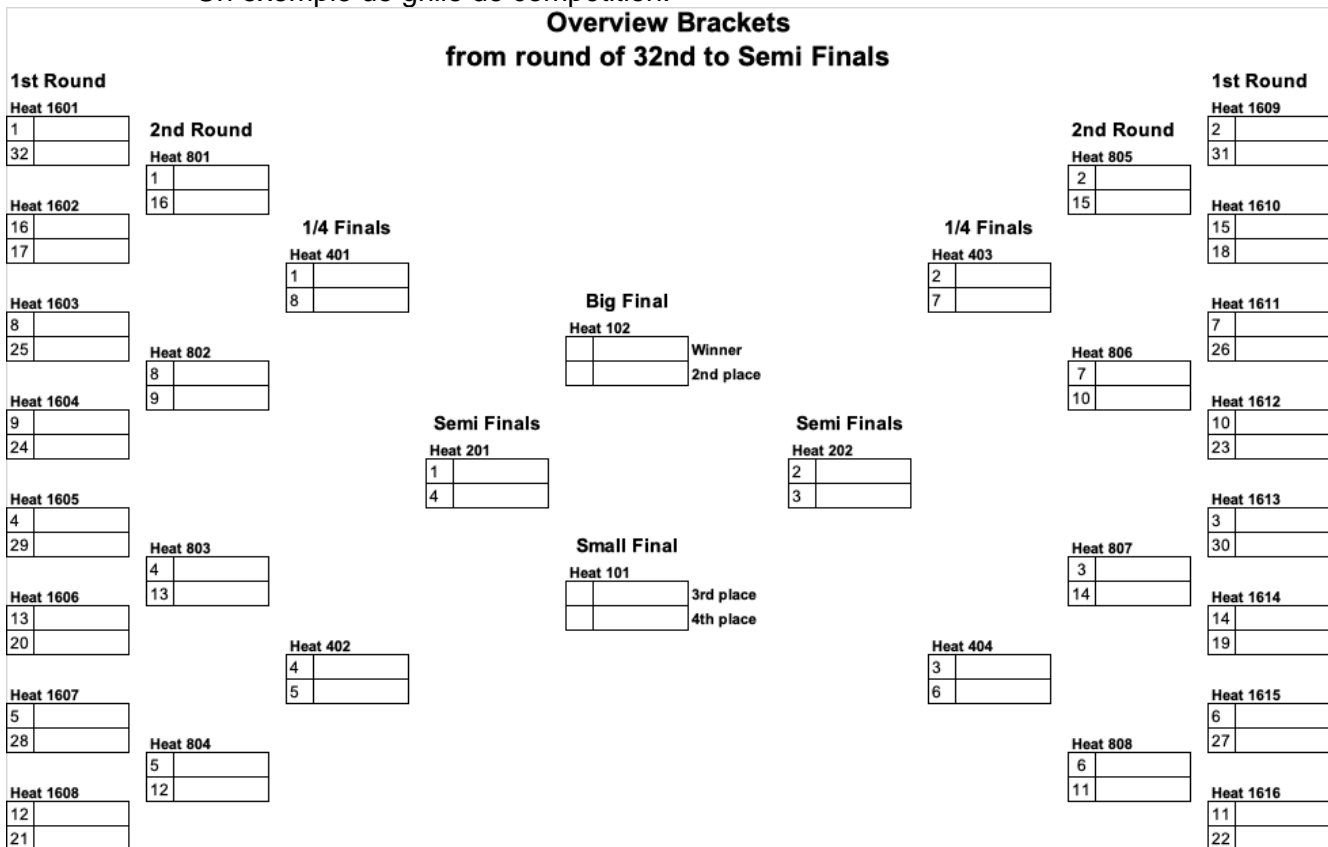 Un exemple de grille de compétition.
Overview Brackets
from round of 32nd to Semi Finals
1st Round
Heat 1601
1
32
Heat 1602
16
17
Heat 1603
8
25
Heat 1604
9
24
Heat 1605
4
29
Heat 1606
13
20
Heat 1607
5
28
Heat 1608
12
21
2nd Round
Heat 801
1
16
Heat 802
8
9
Heat 803
4
13
Heat 804
5
12
1/4 Finals
Heat 401
1
8
Heat 402
4
5
Semi Finals
Heat 201
1
4
Big Final
Heat 102
Winner
2nd place
Small Final
Heat 101
3rd place
4th place
Semi Finals
Heat 202
2
3
1/4 Finals
Heat 403
2
7
Heat 404
3
6
2nd Round
Heat 805
2
15
Heat 806
7
10
Heat 807
3
14
Heat 808
6
11
1st Round
Heat 1609
2
31
Heat 1610
15
18
Heat 1611
7
26
Heat 1612
10
23
Heat 1613
3
30
Heat 1614
14
19
Heat 1615
6
27
Heat 1616
11
22